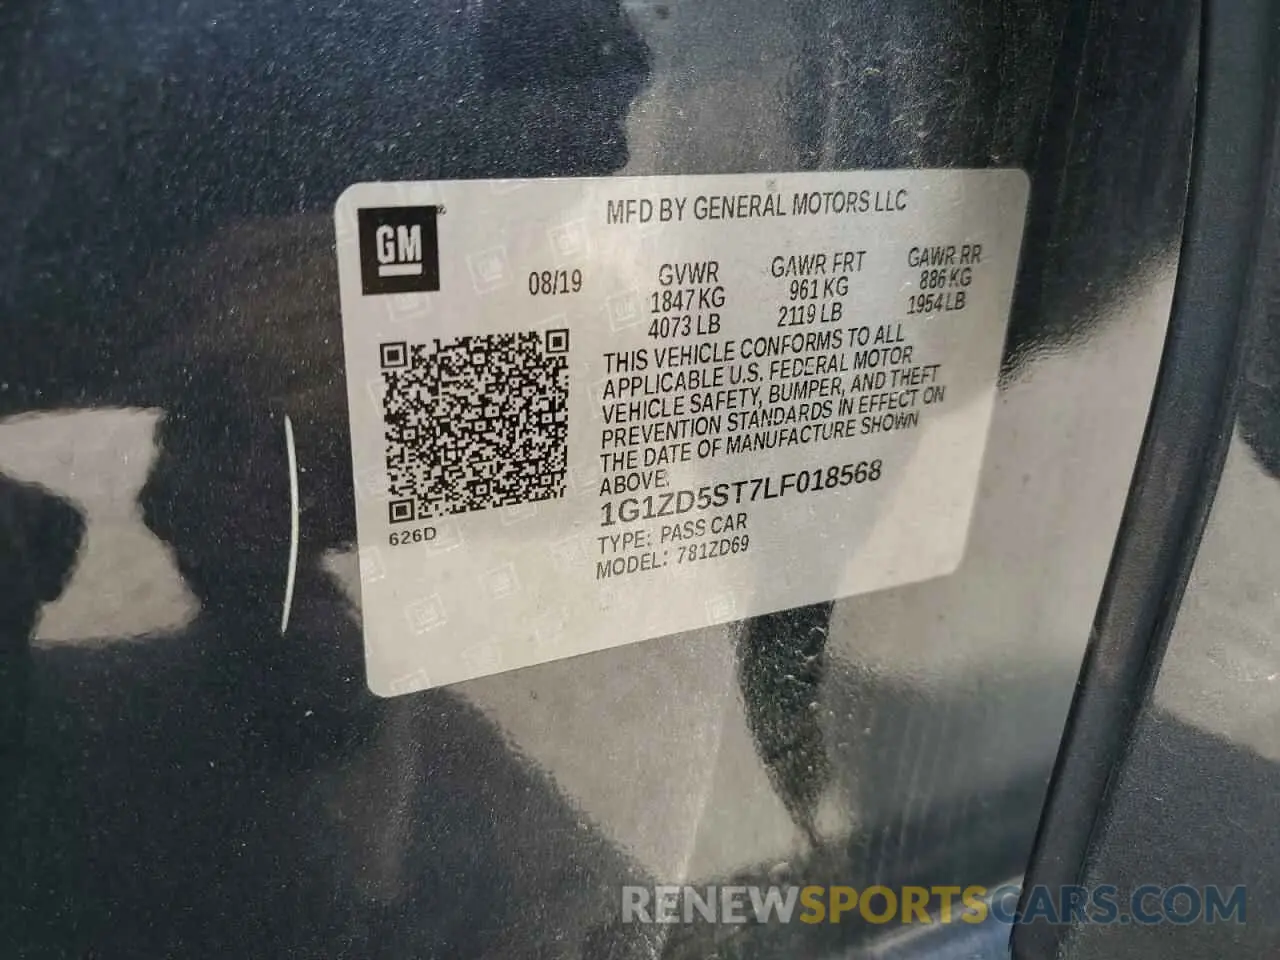 GM
MFD BY GENERAL MOTORS LLC
08/19
GVWR
1847 KG
4073 LB
GAWR FRT
961 KG
2119 LB
GAWR RR
886 KG
1954 LB
THIS VEHICLE CONFORMS TO ALL
APPLICABLE U.S. FEDERAL MOTOR
VEHICLE SAFETY, BUMPER, AND THEFT
PREVENTION STANDARDS IN EFFECT ON
THE DATE OF MANUFACTURE SHOWN
ABOVE.
1G1ZD5ST7LF018568
TYPE: PASS CAR
MODEL: 781ZD69
626D
RENEWSPORTSCARS.COM